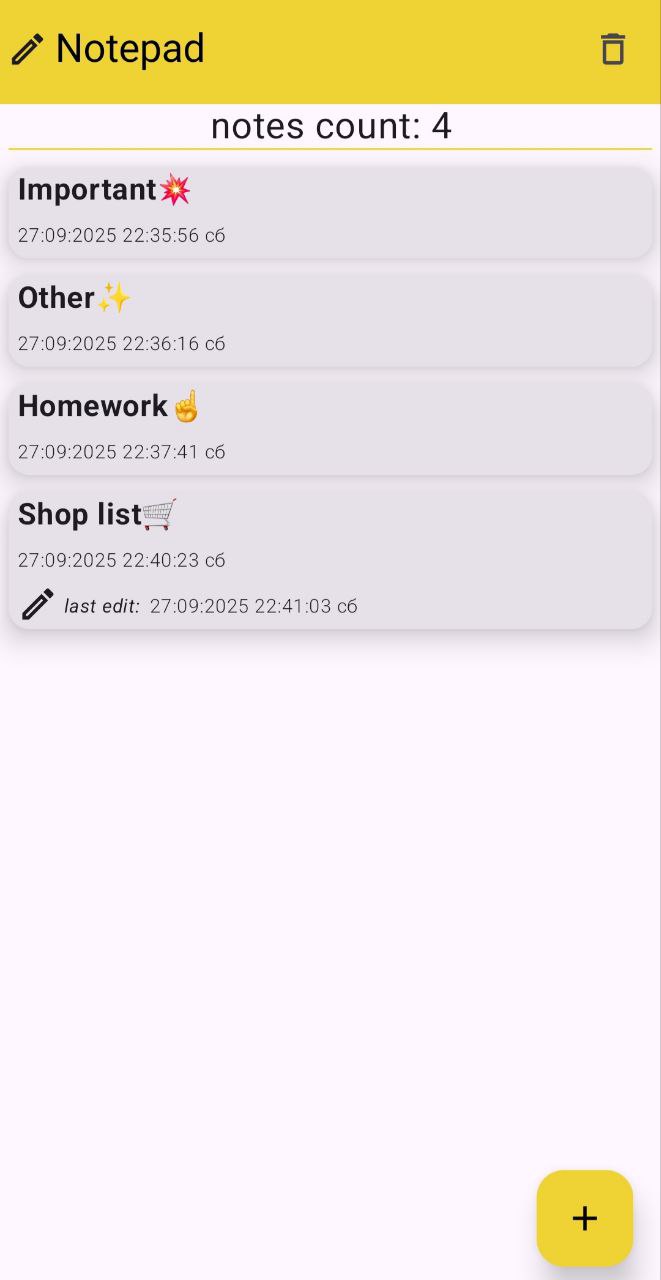 Notepad
notes count: 4
Important💥
27:09:2025 22:35:56 сб
Other✨
27:09:2025 22:36:16 сб
Homework☝️
27:09:2025 22:37:41 сб
Shop list🛒
27:09:2025 22:40:23 сб
last edit: 27:09:2025 22:41:03 сб